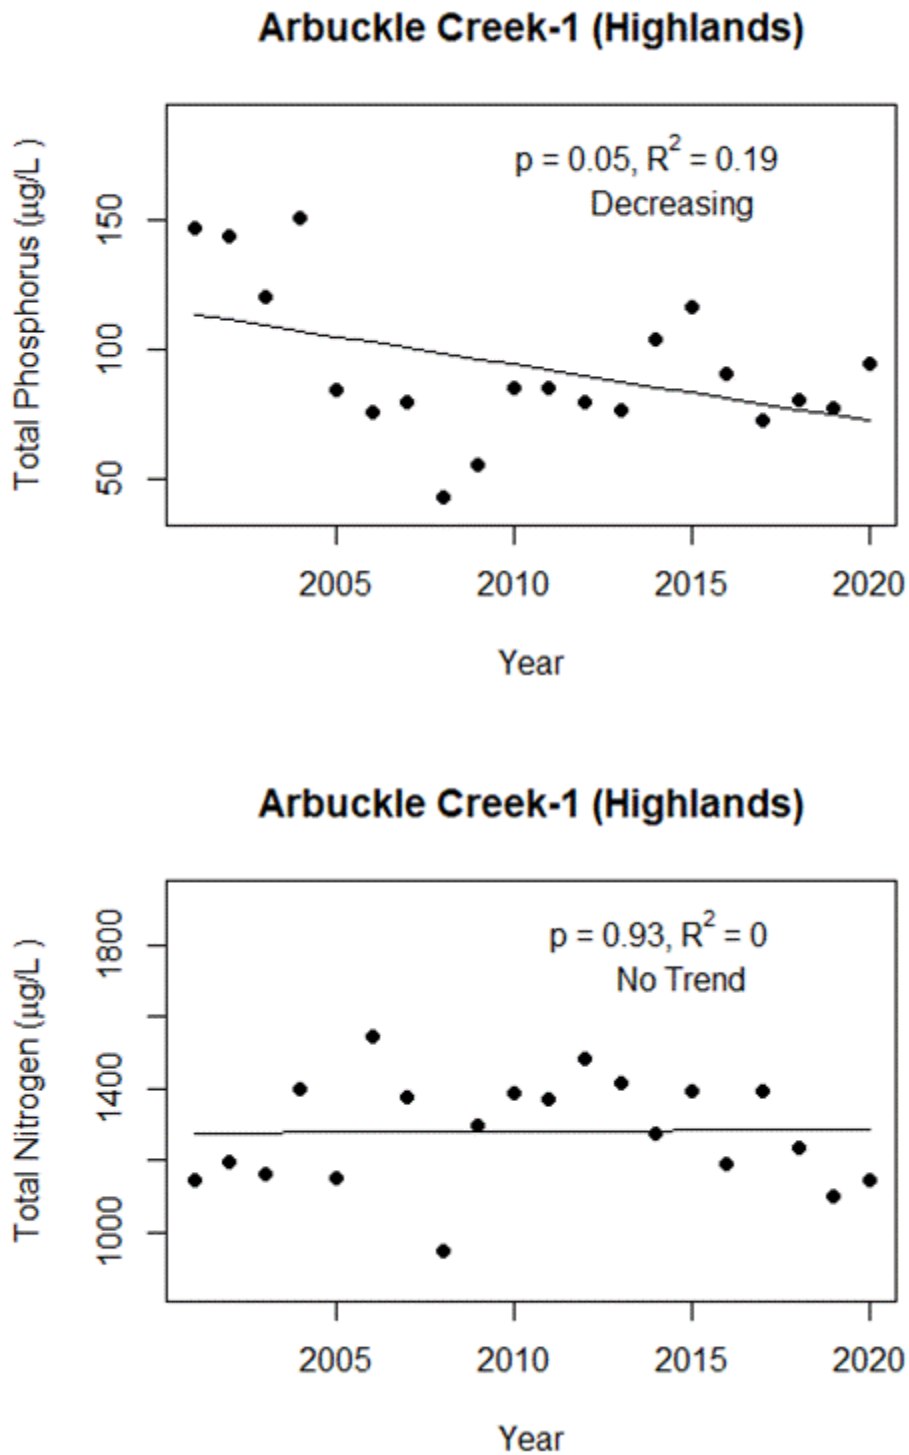 Arbuckle Creek-1 (Highlands)
p = 0.05, R² = 0.19
Decreasing
Total Phosphorus (µg/L )
150
100
50
2005 2010 2015 2020
Year
Arbuckle Creek-1 (Highlands)
p = 0.93, R² = 0
No Trend
Total Nitrogen (µg/L )
1800
1400
1000
2005 2010 2015 2020
Year